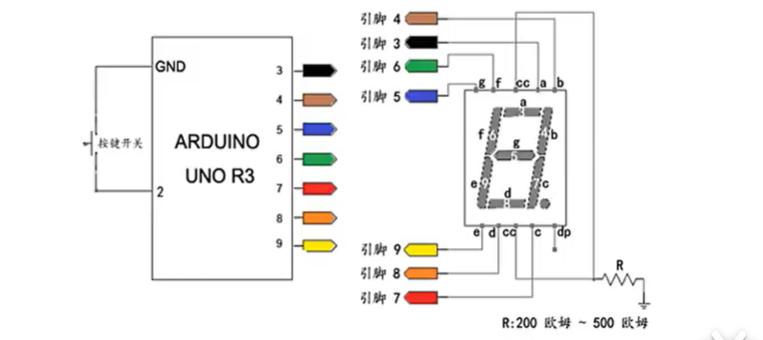 GND
ARDUINO
UNO R3
按键开关
2
3
4
5
6
7
8
9
引脚 4
引脚 3
引脚 6
引脚 5
g f cc a b
a
f b
g
e c
d
e d cc c dp
引脚 9
引脚 8
引脚 7
R
R:200 欧姆 ~ 500 欧姆